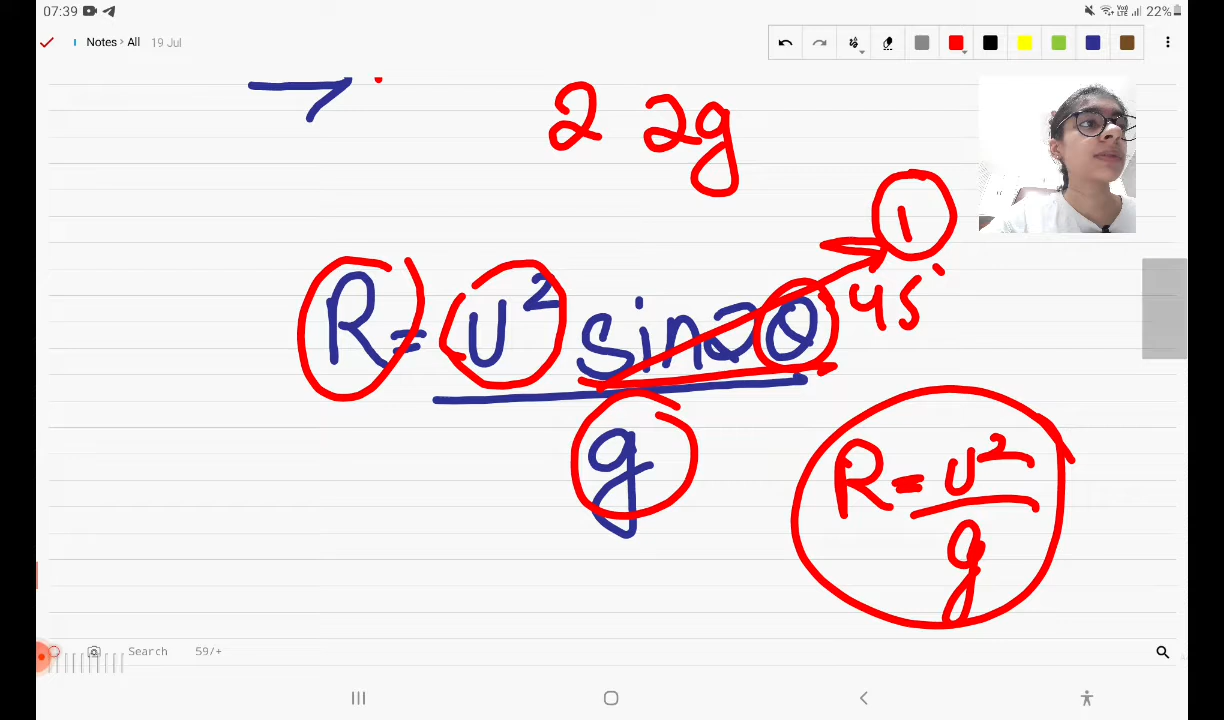 07:39 22%
Notes > All 19 Jul
2 2g
1
R = U² sin2θ 45°
g
R = U²
g
Search 59/+